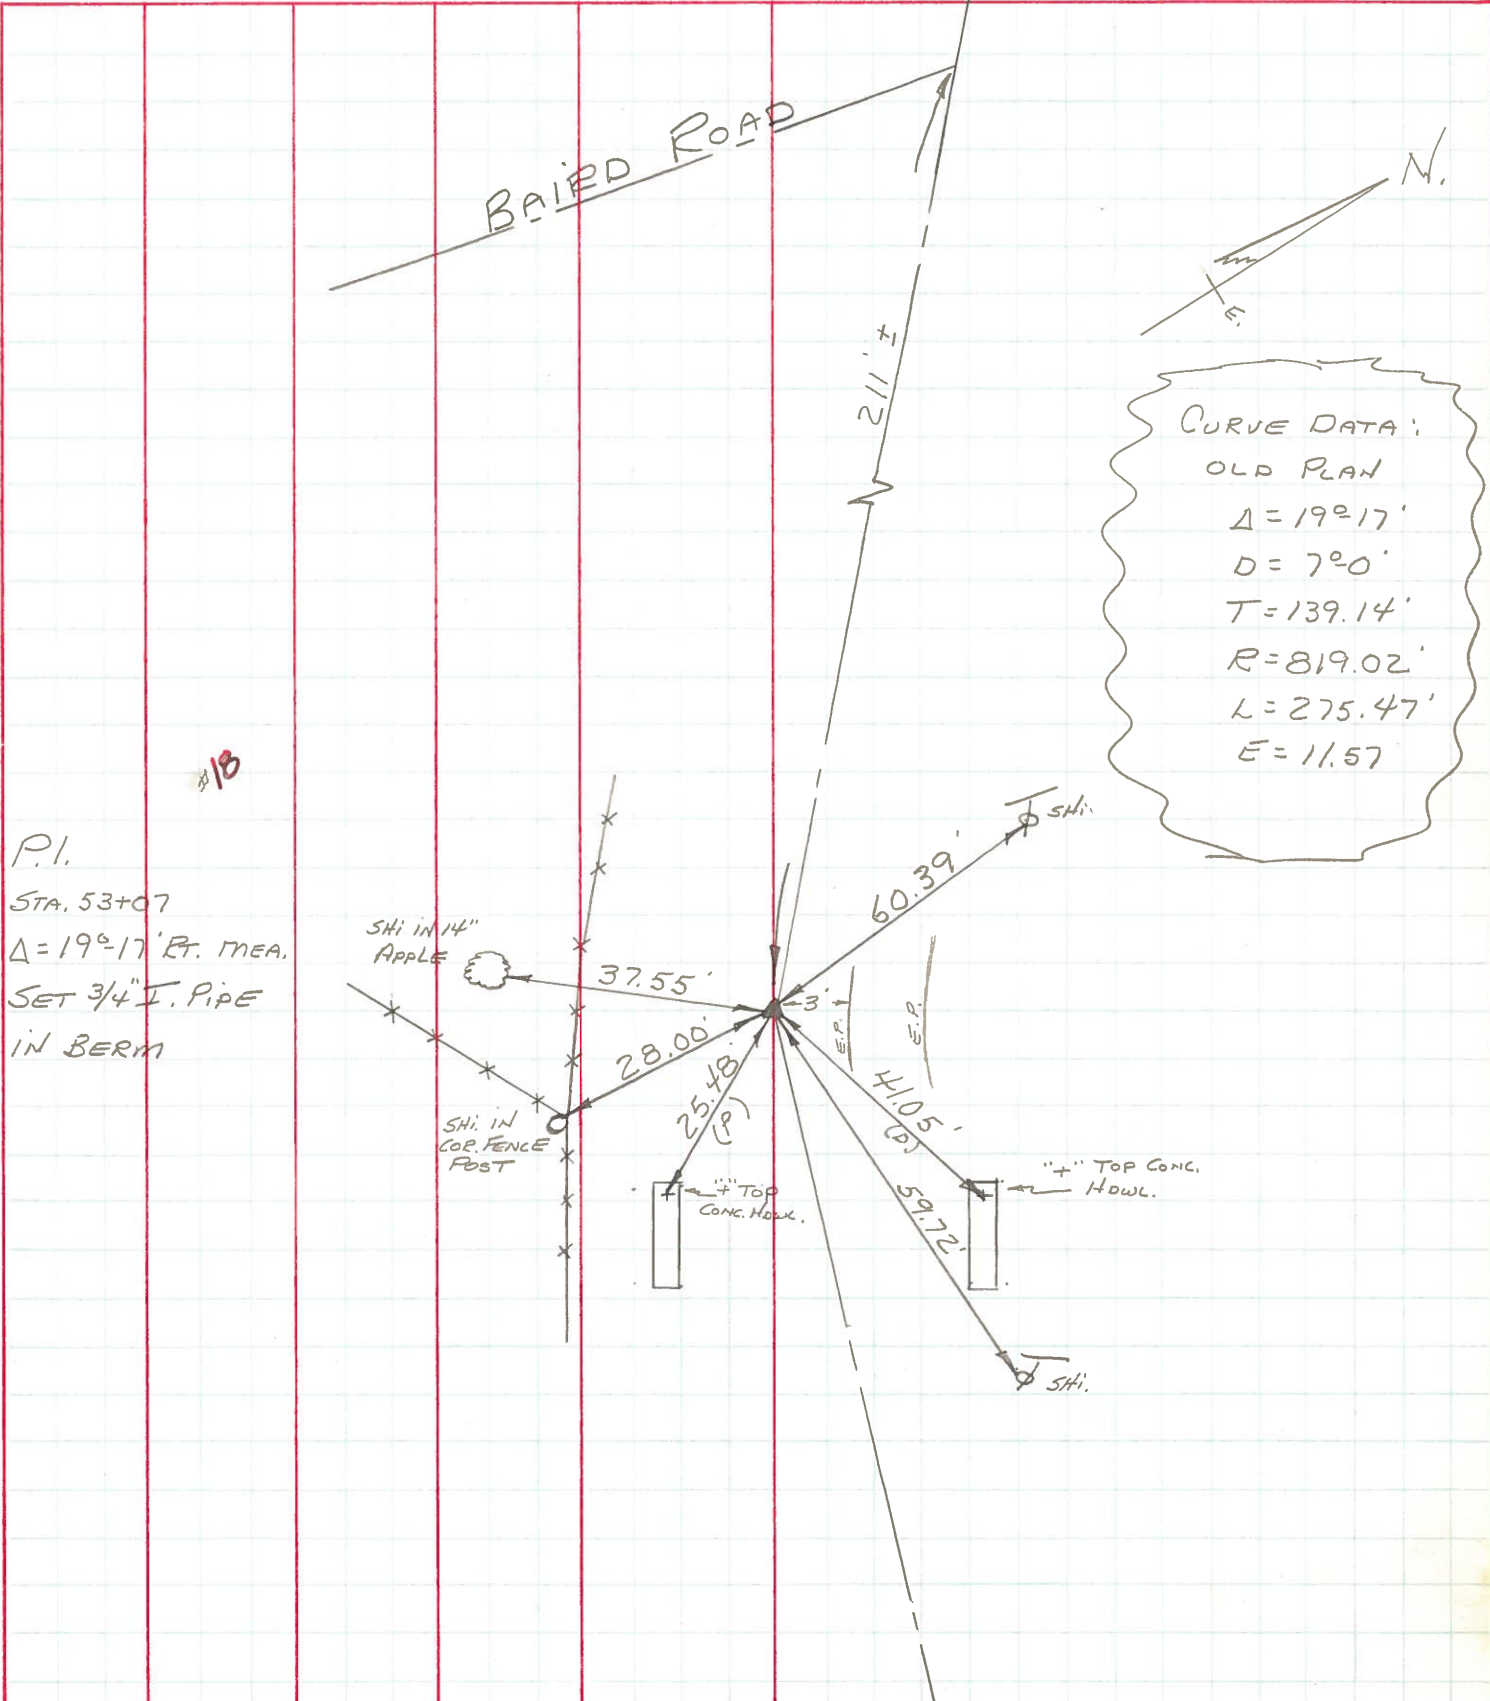 BAIRD ROAD
N.
E.
211' ±
CURVE DATA:
OLD PLAN
Δ = 19°-17'
D = 7°-0'
T = 139.14'
R = 819.02'
L = 275.47'
E = 11.57
#18
P.I.
STA. 53+07
Δ = 19°-17' RT. MEA.
SET 3/4" I. PIPE
IN BERM
SHI IN 14"
APPLE
37.55'
60.39'
SHI.
3'
E.P.
E.P.
28.00'
25.48'
(P)
41.05'
(D)
59.72'
SHI. IN
COR. FENCE
POST
"+" TOP
CONC. HDWL.
"+" TOP CONC.
HDWL.
SHI.